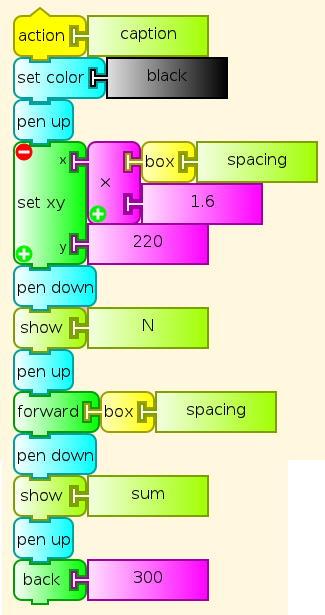 action caption
set color black
pen up
x × box spacing
set xy 1.6
y 220
pen down
show N
pen up
forward box spacing
pen down
show sum
pen up
back 300